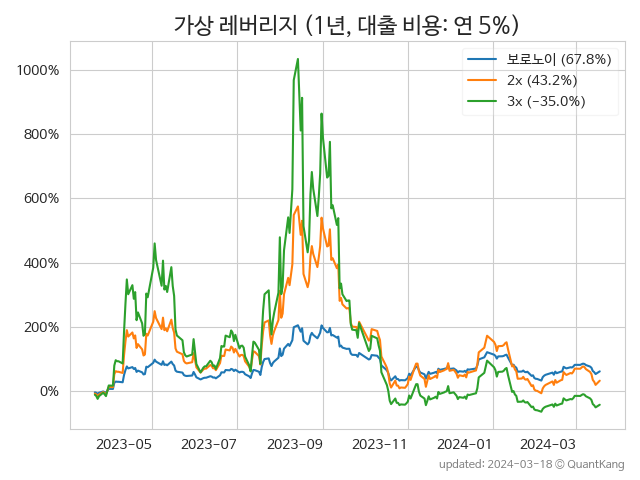 가상 레버리지 (1년, 대출 비용: 연 5%)
보로노이 (67.8%)
2x (43.2%)
3x (-35.0%)
1000%
800%
600%
400%
200%
0%
2023-05 2023-07 2023-09 2023-11 2024-01 2024-03
updated: 2024-03-18 © QuantKang